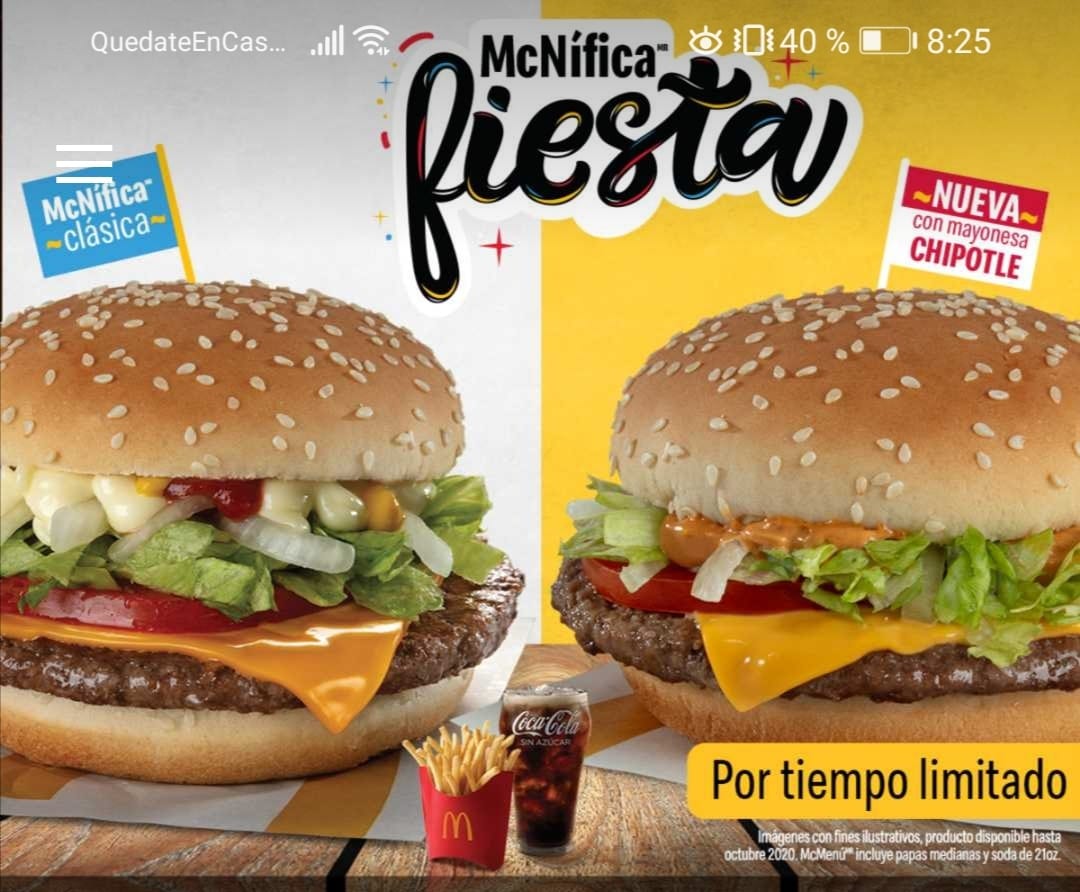 QuedateEnCas... 40 % 8:25
McNífica MR
fiesta
McNífica
~clásica~
~NUEVA~
con mayonesa
CHIPOTLE
Coca-Cola
SIN AZÚCAR
Por tiempo limitado
Imágenes con fines ilustrativos, producto disponible hasta
octubre 2020. McMenú incluye papas medianas y soda de 21oz.